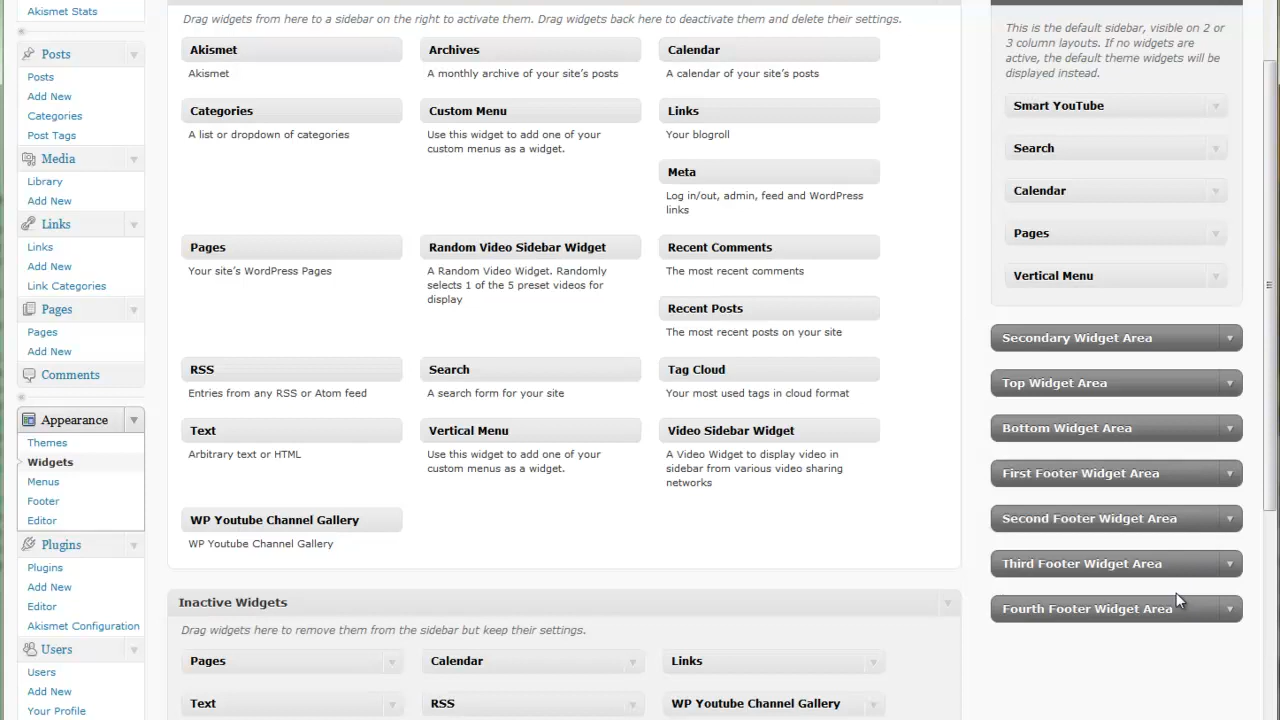 Akismet Stats
Posts
Posts
Add New
Categories
Post Tags
Media
Library
Add New
Links
Links
Add New
Link Categories
Pages
Pages
Add New
Comments
Appearance
Themes
Widgets
Menus
Footer
Editor
Plugins
Plugins
Add New
Editor
Akismet Configuration
Users
Users
Add New
Your Profile
Drag widgets from here to a sidebar on the right to activate them. Drag widgets back here to deactivate them and delete their settings.
Akismet
Akismet
Archives
A monthly archive of your site's posts
Calendar
A calendar of your site's posts
Categories
A list or dropdown of categories
Custom Menu
Use this widget to add one of your
custom menus as a widget.
Links
Your blogroll
Meta
Log in/out, admin, feed and WordPress
links
Pages
Your site's WordPress Pages
Random Video Sidebar Widget
A Random Video Widget. Randomly
selects 1 of the 5 preset videos for
display
Recent Comments
The most recent comments
Recent Posts
The most recent posts on your site
RSS
Entries from any RSS or Atom feed
Search
A search form for your site
Tag Cloud
Your most used tags in cloud format
Text
Arbitrary text or HTML
Vertical Menu
Use this widget to add one of your
custom menus as a widget.
Video Sidebar Widget
A Video Widget to display video in
sidebar from various video sharing
networks
WP Youtube Channel Gallery
WP Youtube Channel Gallery
Inactive Widgets
Drag widgets here to remove them from the sidebar but keep their settings.
Pages
Calendar
Links
Text
RSS
WP Youtube Channel Gallery
This is the default sidebar, visible on 2 or
3 column layouts. If no widgets are
active, the default theme widgets will be
displayed instead.
Smart YouTube
Search
Calendar
Pages
Vertical Menu
Secondary Widget Area
Top Widget Area
Bottom Widget Area
First Footer Widget Area
Second Footer Widget Area
Third Footer Widget Area
Fourth Footer Widget Area